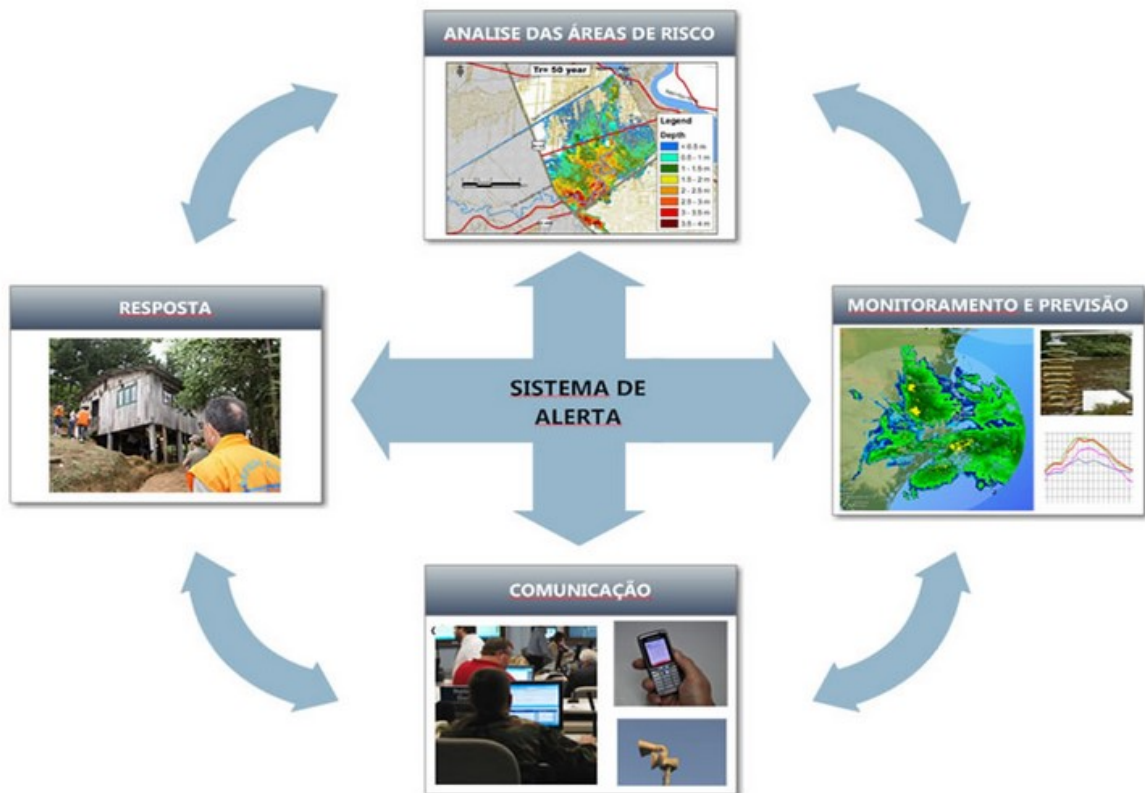 ANALISE DAS ÁREAS DE RISCO
Tr= 50 year
Legend
Depth
< 0.5 m
0.5 - 1 m
1 - 1.5 m
1.5 - 2 m
2 - 2.5 m
2.5 - 3 m
3 - 3.5 m
3.5 - 4 m
RESPOSTA
MONITORAMENTO E PREVISÃO
SISTEMA DE
ALERTA
COMUNICAÇÃO